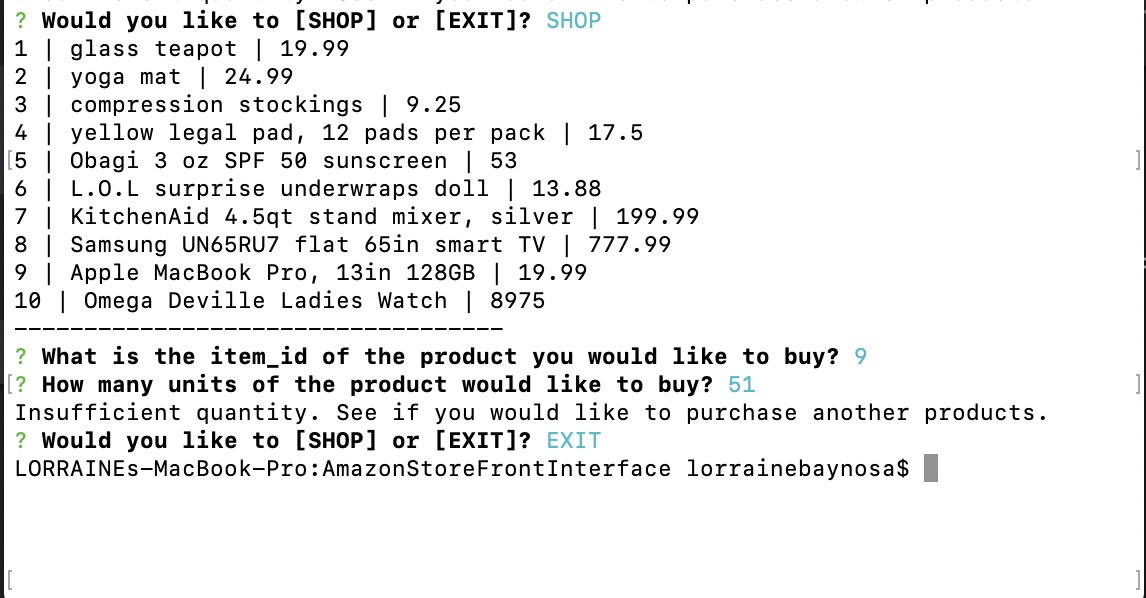 ? Would you like to [SHOP] or [EXIT]? SHOP
1 | glass teapot | 19.99
2 | yoga mat | 24.99
3 | compression stockings | 9.25
4 | yellow legal pad, 12 pads per pack | 17.5
[5 | Obagi 3 oz SPF 50 sunscreen | 53 ]
6 | L.O.L surprise underwraps doll | 13.88
7 | KitchenAid 4.5qt stand mixer, silver | 199.99
8 | Samsung UN65RU7 flat 65in smart TV | 777.99
9 | Apple MacBook Pro, 13in 128GB | 19.99
10 | Omega Deville Ladies Watch | 8975
-----------------------------------
? What is the item_id of the product you would like to buy? 9
[? How many units of the product would like to buy? 51 ]
Insufficient quantity. See if you would like to purchase another products.
? Would you like to [SHOP] or [EXIT]? EXIT
LORRAINEs-MacBook-Pro:AmazonStoreFrontInterface lorrainebaynosa$
[ ]